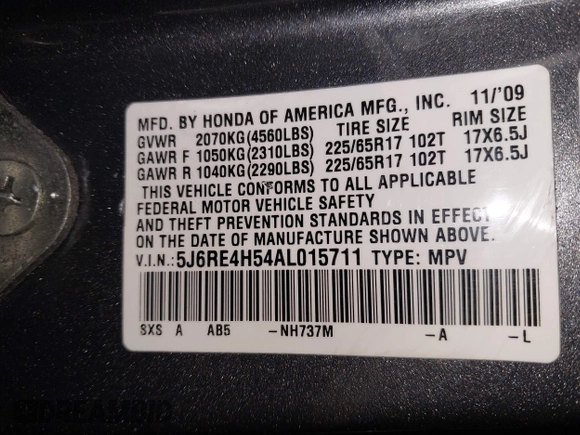 MFD. BY HONDA OF AMERICA MFG., INC. 11/'09
GVWR 2070KG(4560LBS) TIRE SIZE RIM SIZE
GAWR F 1050KG(2310LBS) 225/65R17 102T 17X6.5J
GAWR R 1040KG(2290LBS) 225/65R17 102T 17X6.5J
THIS VEHICLE CONFORMS TO ALL APPLICABLE
FEDERAL MOTOR VEHICLE SAFETY
AND THEFT PREVENTION STANDARDS IN EFFECT
ON THE DATE OF MANUFACTURE SHOWN ABOVE.
V.I.N.: 5J6RE4H54AL015711 TYPE: MPV
SXS A AB5 -NH737M -A -L
DREAMBID